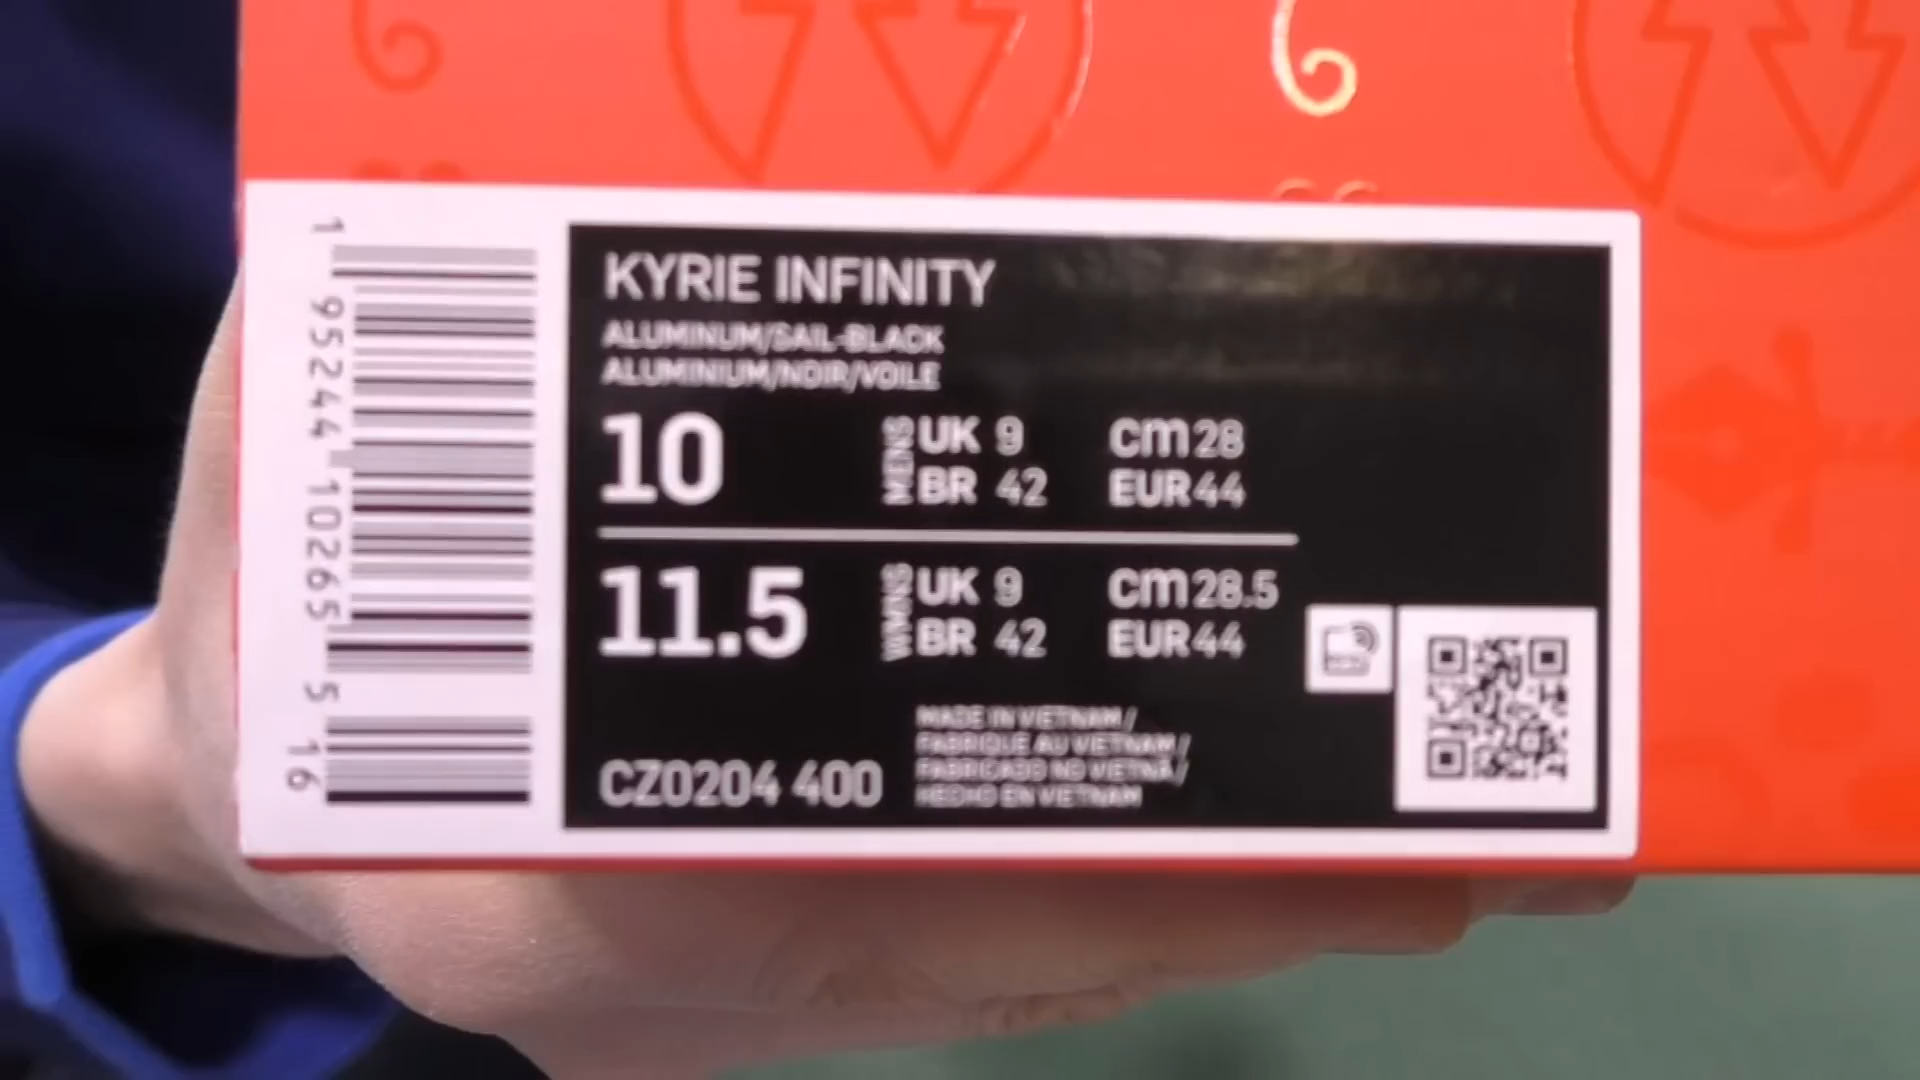 KYRIE INFINITY
ALUMINUM/SAIL-BLACK
ALUMINIUM/NOIR/VOILE
10 MENS UK 9 cm 28
BR 42 EUR 44
11.5 WMNS UK 9 cm 28.5
BR 42 EUR 44
CZ0204 400
MADE IN VIETNAM /
FABRIQUE AU VIETNAM /
FABRICADO NO VIETNÃ /
HECHO EN VIETNAM
1 95244 10265 5 16